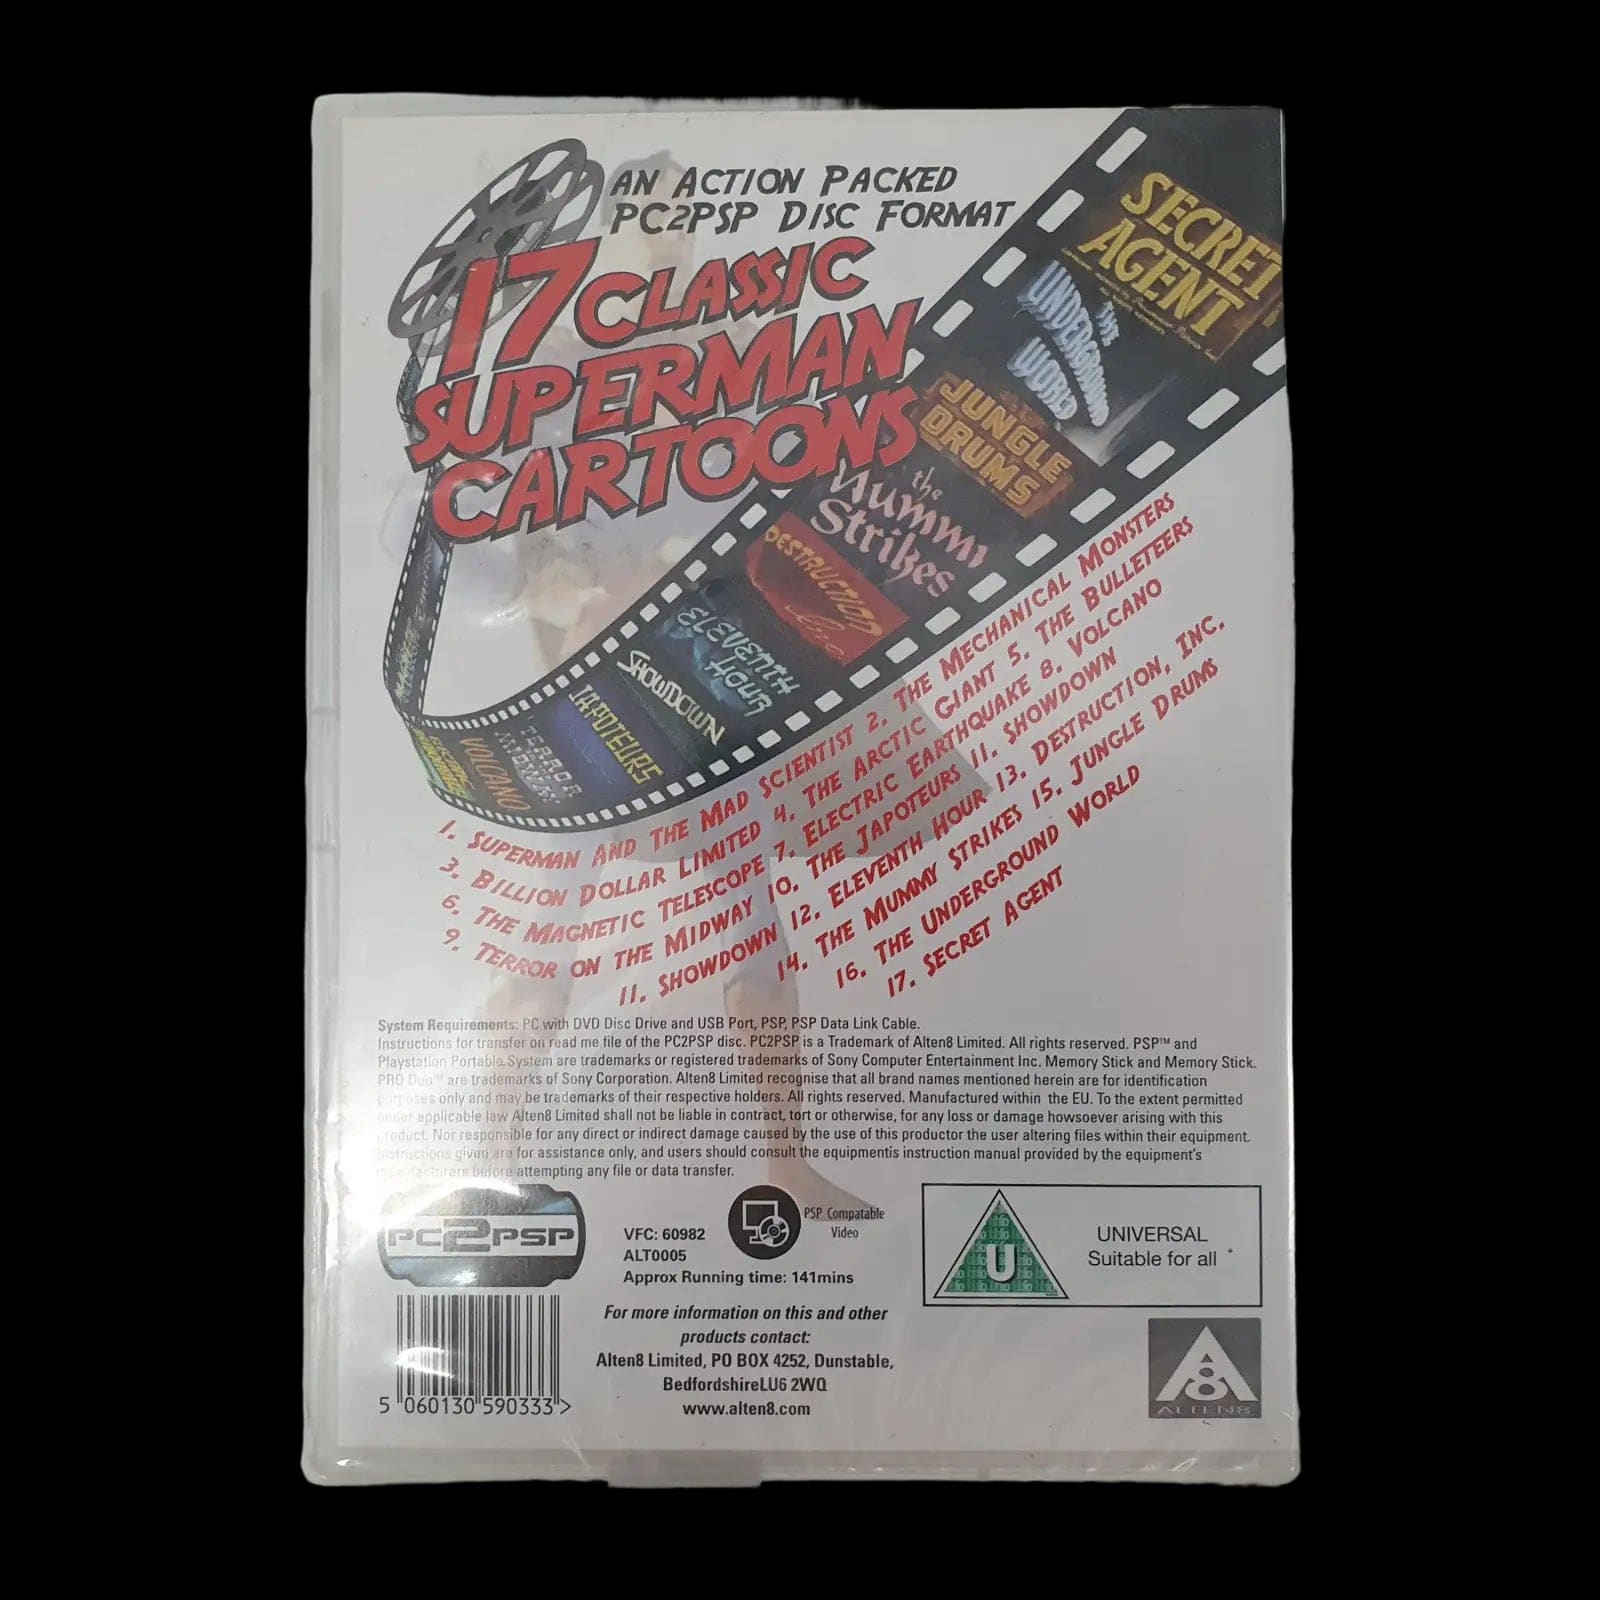 AN ACTION PACKED
PC2PSP DISC FORMAT
17 CLASSIC
SUPERMAN
CARTOONS
SECRET
AGENT
THE
UNDERGROUND
WORLD
JUNGLE
DRUMS
the
Mummy
Strikes
DESTRUCTION
Inc.
ELEVENTH
HOUR
SHOWDOWN
JAPOTEURS
TERROR
MIDWAY
VOLCANO
1. SUPERMAN AND THE MAD SCIENTIST 2. THE MECHANICAL MONSTERS
3. BILLION DOLLAR LIMITED 4. THE ARCTIC GIANT 5. THE BULLETEERS
6. THE MAGNETIC TELESCOPE 7. ELECTRIC EARTHQUAKE 8. VOLCANO
9. TERROR ON THE MIDWAY 10. THE JAPOTEURS 11. SHOWDOWN
11. SHOWDOWN 12. ELEVENTH HOUR 13. DESTRUCTION, INC.
14. THE MUMMY STRIKES 15. JUNGLE DRUMS
16. THE UNDERGROUND WORLD
17. SECRET AGENT
System Requirements: PC with DVD Disc Drive and USB Port, PSP, PSP Data Link Cable.
Instructions for transfer on read me file of the PC2PSP disc. PC2PSP is a Trademark of Alten8 Limited. All rights reserved. PSP™ and
Playstation Portable System are trademarks or registered trademarks of Sony Computer Entertainment Inc. Memory Stick and Memory Stick.
PRO Duo™ are trademarks of Sony Corporation. Alten8 Limited recognise that all brand names mentioned herein are for identification
purposes only and may be trademarks of their respective holders. All rights reserved. Manufactured within the EU. To the extent permitted
under applicable law Alten8 Limited shall not be liable in contract, tort or otherwise, for any loss or damage howsoever arising with this
product. Nor responsible for any direct or indirect damage caused by the use of this productor the user altering files within their equipment.
Instructions given are for assistance only, and users should consult the equipmentis instruction manual provided by the equipment's
manufacturers before attempting any file or data transfer.
PC2PSP
VFC: 60982
ALT0005
Approx Running time: 141mins
PSP Compatable
Video
U
UNIVERSAL
Suitable for all
For more information on this and other
products contact:
Alten8 Limited, PO BOX 4252, Dunstable,
BedfordshireLU6 2WQ
www.alten8.com
5 060130 590333 >
A8
ALTEN8